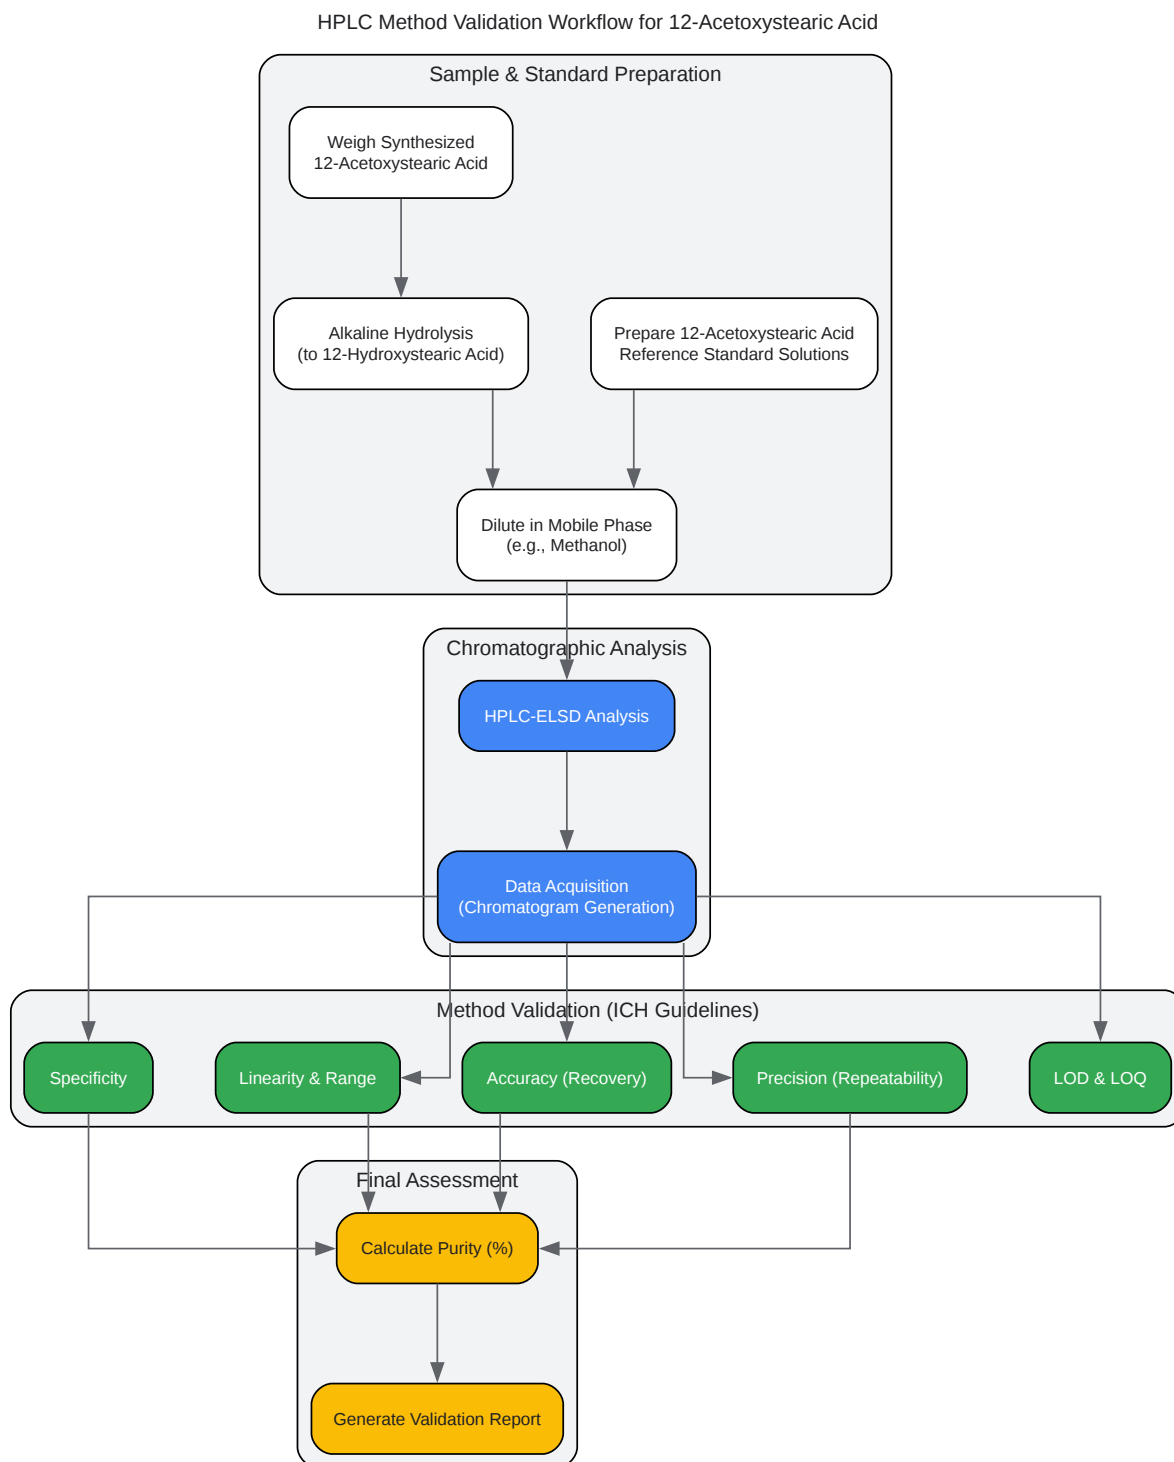 HPLC Method Validation Workflow for 12-Acetoxystearic Acid
Sample & Standard Preparation
Weigh Synthesized
12-Acetoxystearic Acid
Alkaline Hydrolysis
(to 12-Hydroxystearic Acid)
Prepare 12-Acetoxystearic Acid
Reference Standard Solutions
Dilute in Mobile Phase
(e.g., Methanol)
Chromatographic Analysis
HPLC-ELSD Analysis
Data Acquisition
(Chromatogram Generation)
Method Validation (ICH Guidelines)
Specificity
Linearity & Range
Accuracy (Recovery)
Precision (Repeatability)
LOD & LOQ
Final Assessment
Calculate Purity (%)
Generate Validation Report